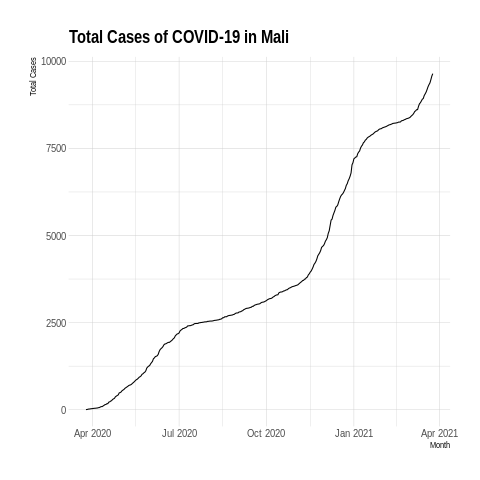 Total Cases of COVID-19 in Mali
Total Cases
10000
7500
5000
2500
0
Apr 2020 Jul 2020 Oct 2020 Jan 2021 Apr 2021
Month